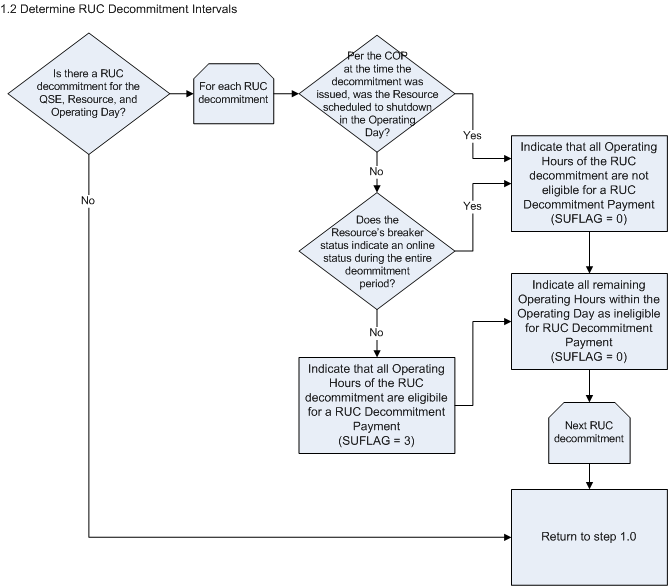 1.2 Determine RUC Decommitment Intervals
Is there a RUC
decommitment for the
QSE, Resource, and
Operating Day?
For each RUC
decommitment
Per the COP
at the time the
decommitment was
issued, was the Resource
scheduled to shutdown
in the Operating
Day?
Yes
No
No
Indicate that all Operating
Hours of the RUC
decommitment are not
eligible for a RUC
Decommitment Payment
(SUFLAG = 0)
Does the
Resource's breaker
status indicate an online
status during the entire
deommitment
period?
Yes
No
Indicate all remaining
Operating Hours within the
Operating Day as ineligible
for RUC Decommitment
Payment
(SUFLAG = 0)
Indicate that all Operating
Hours of the RUC
decommitment are eligibile
for a RUC Decommitment
Payment
(SUFLAG = 3)
Next RUC
decommitment
Return to step 1.0